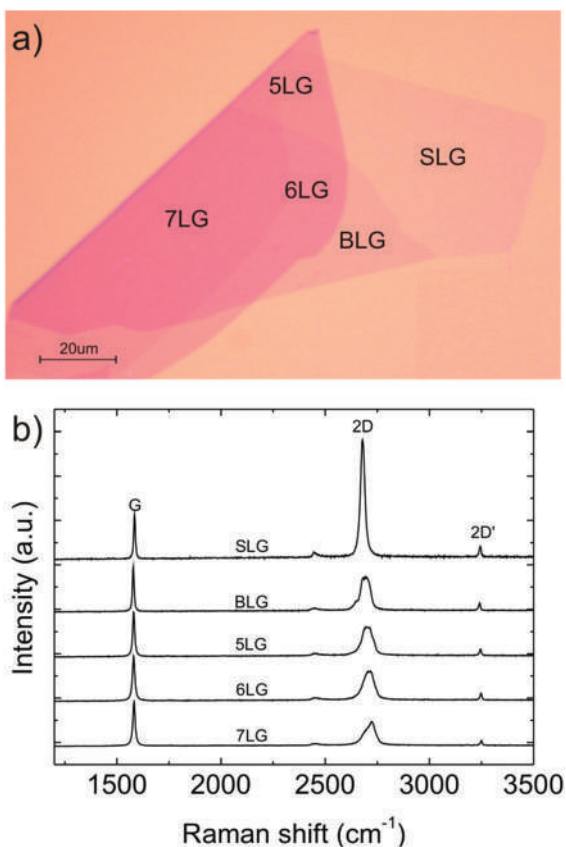 a)
5LG
SLG
6LG
7LG
BLG
20um
b)
2D
G
2D'
SLG
BLG
5LG
6LG
7LG
Intensity (a.u.)
1500 2000 2500 3000 3500
Raman shift (cm⁻¹)